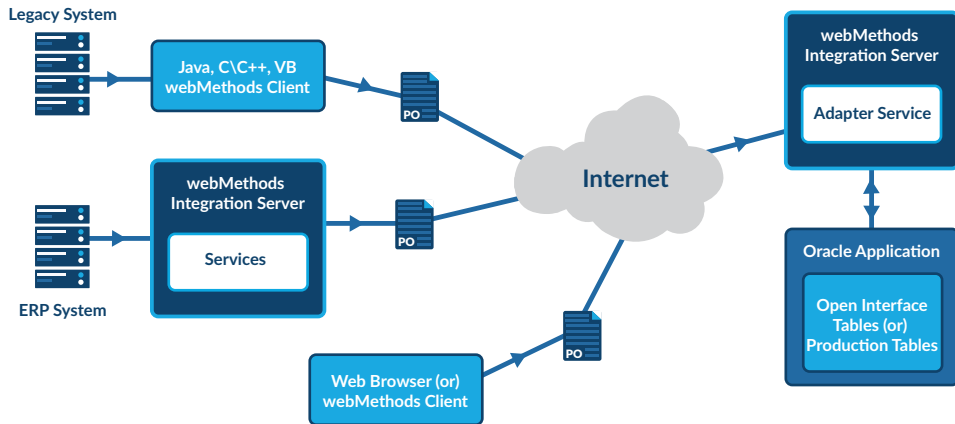 Legacy System
Java, C\C++, VB
webMethods Client
PO
webMethods
Integration Server
Adapter Service
Internet
webMethods
Integration Server
Services
PO
ERP System
Oracle Application
Open Interface
Tables (or)
Production Tables
PO
Web Browser (or)
webMethods Client